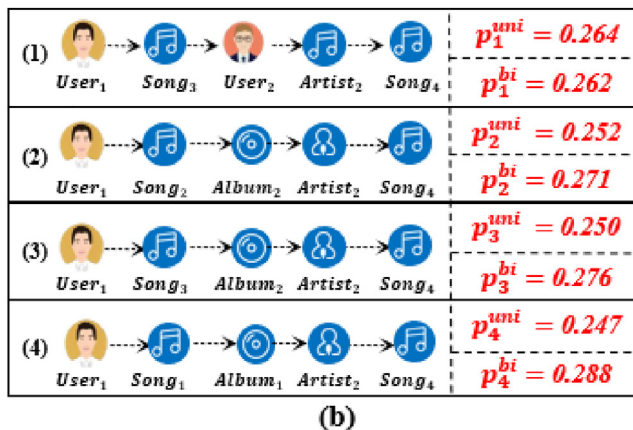 (1) User₁ Song₃ User₂ Artist₂ Song₄
p₁ᵘⁿⁱ = 0.264
p₁ᵇⁱ = 0.262
(2) User₁ Song₂ Album₂ Artist₂ Song₄
p₂ᵘⁿⁱ = 0.252
p₂ᵇⁱ = 0.271
(3) User₁ Song₃ Album₂ Artist₂ Song₄
p₃ᵘⁿⁱ = 0.250
p₃ᵇⁱ = 0.276
(4) User₁ Song₁ Album₁ Artist₂ Song₄
p₄ᵘⁿⁱ = 0.247
p₄ᵇⁱ = 0.288
(b)